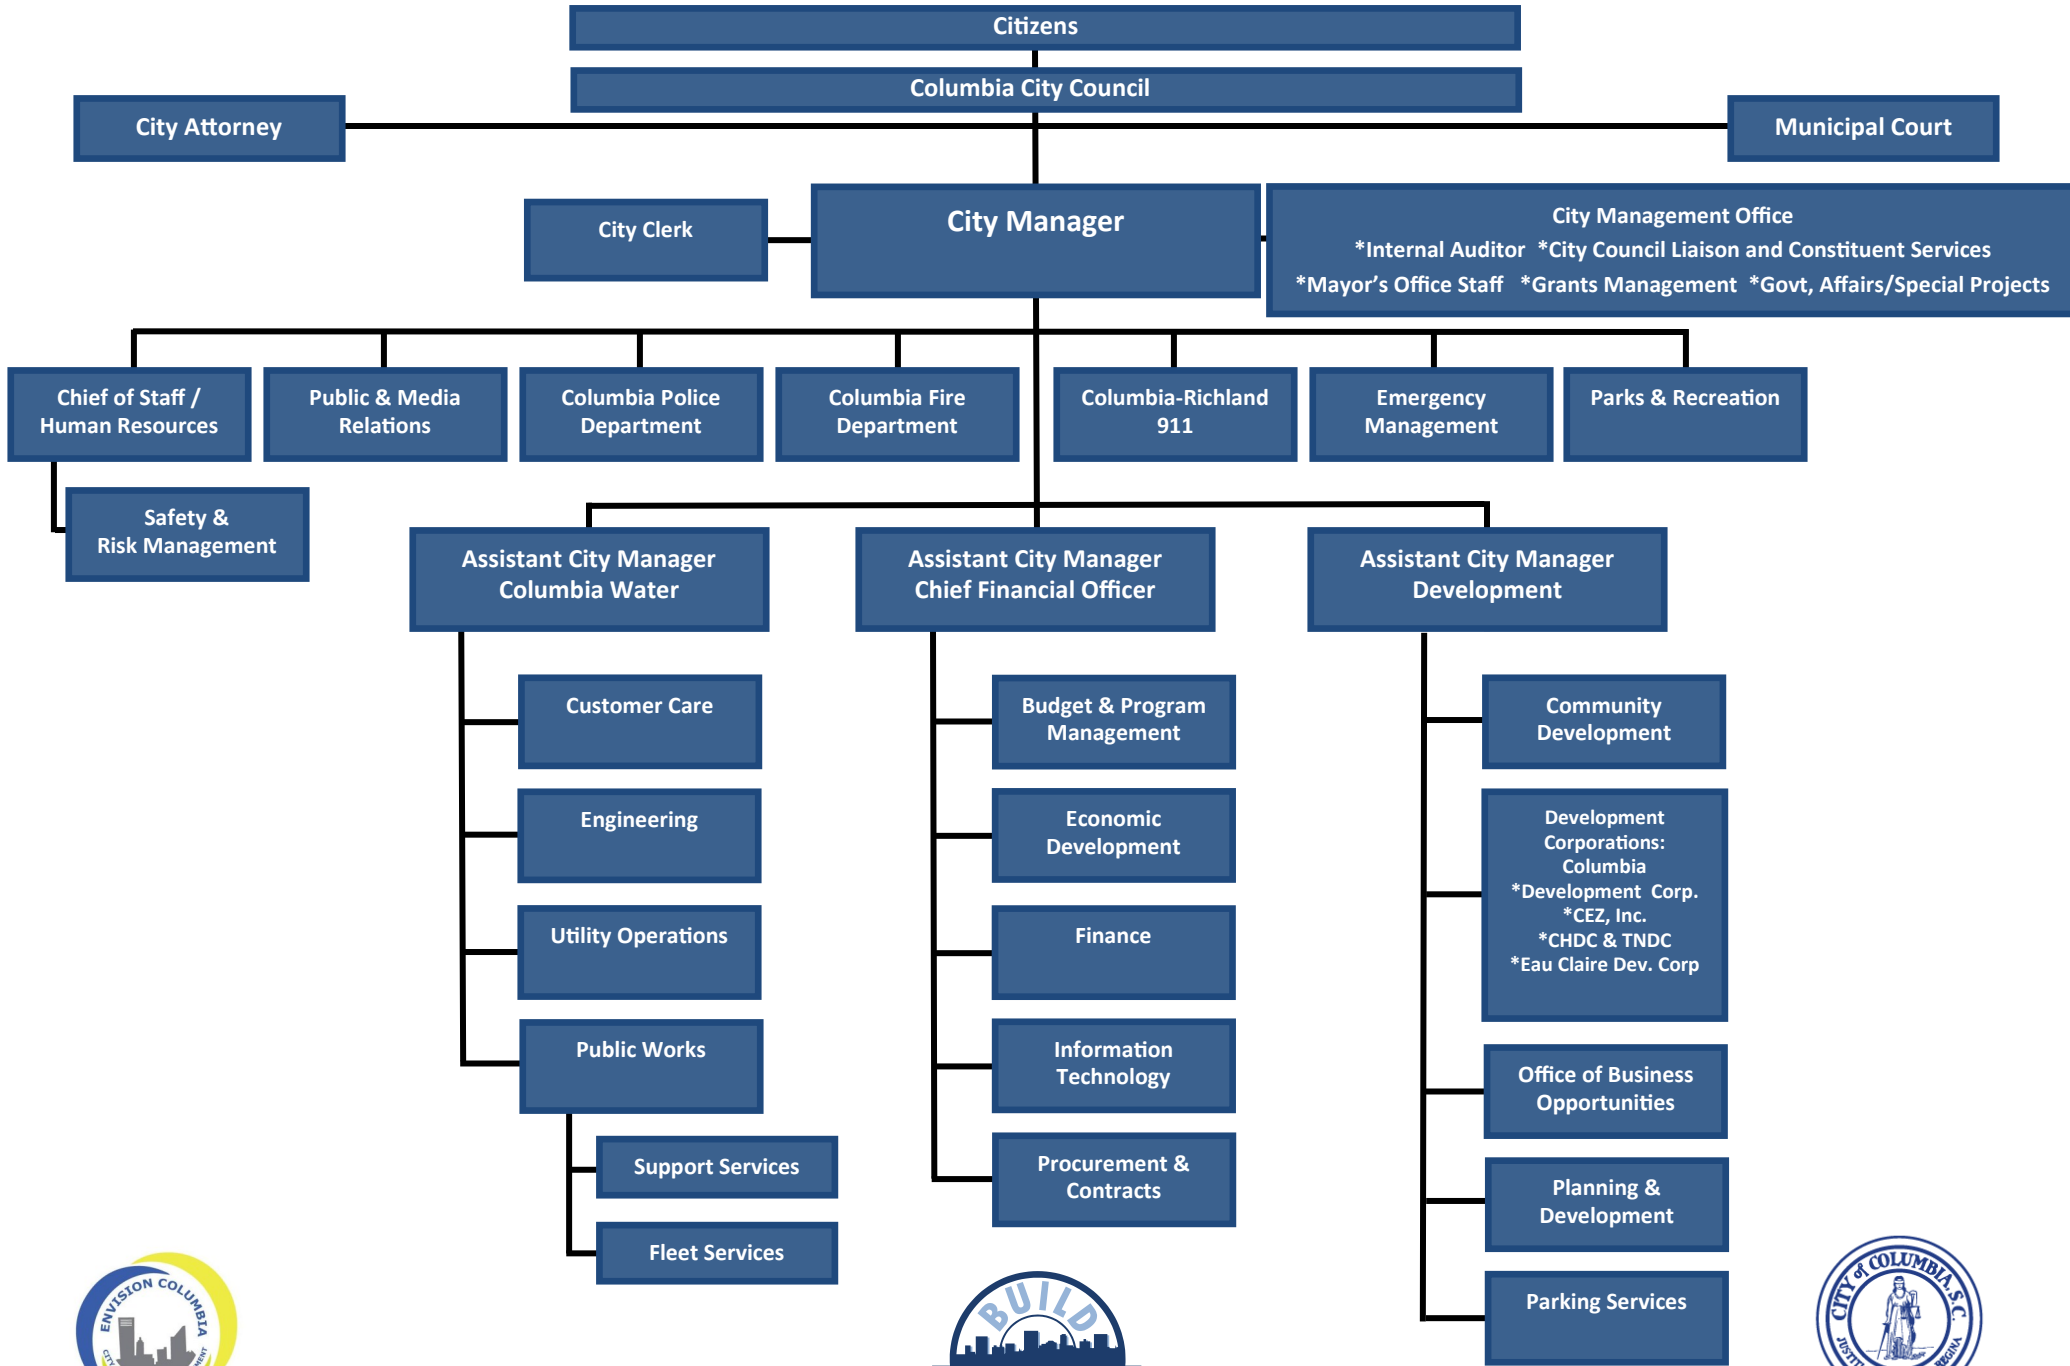 Citizens
Columbia City Council
City Attorney
Municipal Court
City Clerk
City Manager
City Management Office
*Internal Auditor *City Council Liaison and Constituent Services
*Mayor's Office Staff *Grants Management *Govt, Affairs/Special Projects
Chief of Staff /
Human Resources
Public & Media
Relations
Columbia Police
Department
Columbia Fire
Department
Columbia-Richland
911
Emergency
Management
Parks & Recreation
Safety &
Risk Management
Assistant City Manager
Columbia Water
Assistant City Manager
Chief Financial Officer
Assistant City Manager
Development
Customer Care
Engineering
Utility Operations
Public Works
Support Services
Fleet Services
Budget & Program
Management
Economic
Development
Finance
Information
Technology
Procurement &
Contracts
Community
Development
Development
Corporations:
Columbia
*Development Corp.
*CEZ, Inc.
*CHDC & TNDC
*Eau Claire Dev. Corp
Office of Business
Opportunities
Planning &
Development
Parking Services
ENVISION COLUMBIA
BUILD
CITY of COLUMBIA, S.C.